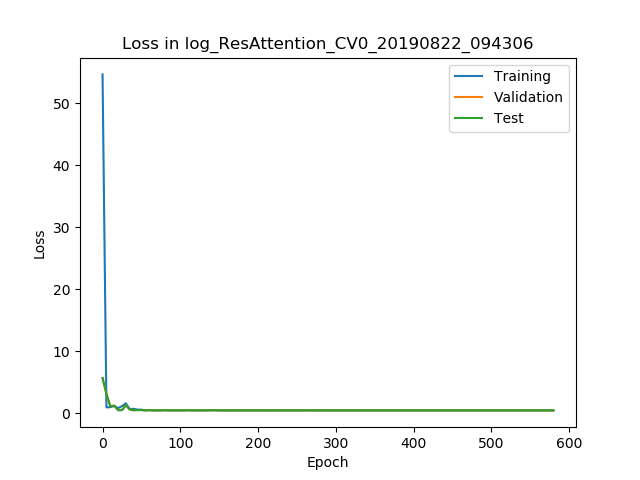 Loss in log_ResAttention_CV0_20190822_094306
Training
Validation
Test
Loss
50
40
30
20
10
0
0 100 200 300 400 500 600
Epoch